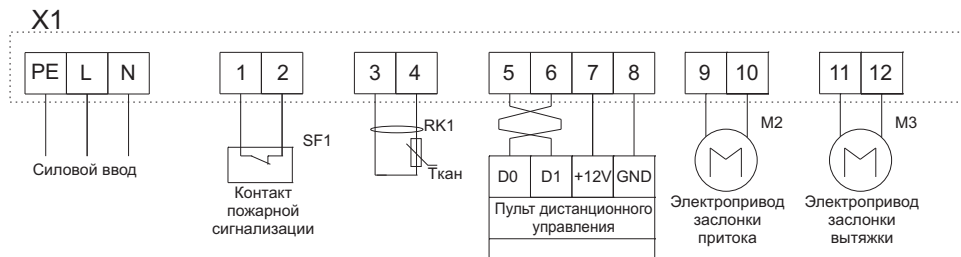 X1
PE L N 1 2 3 4 5 6 7 8 9 10 11 12
SF1 RK1 M2 M3
Силовой ввод
Ткан
D0 D1 +12V GND
M M
Контакт
пожарной
сигнализации
Пульт дистанционного
управления
Электропривод
заслонки
притока
Электропривод
заслонки
вытяжки